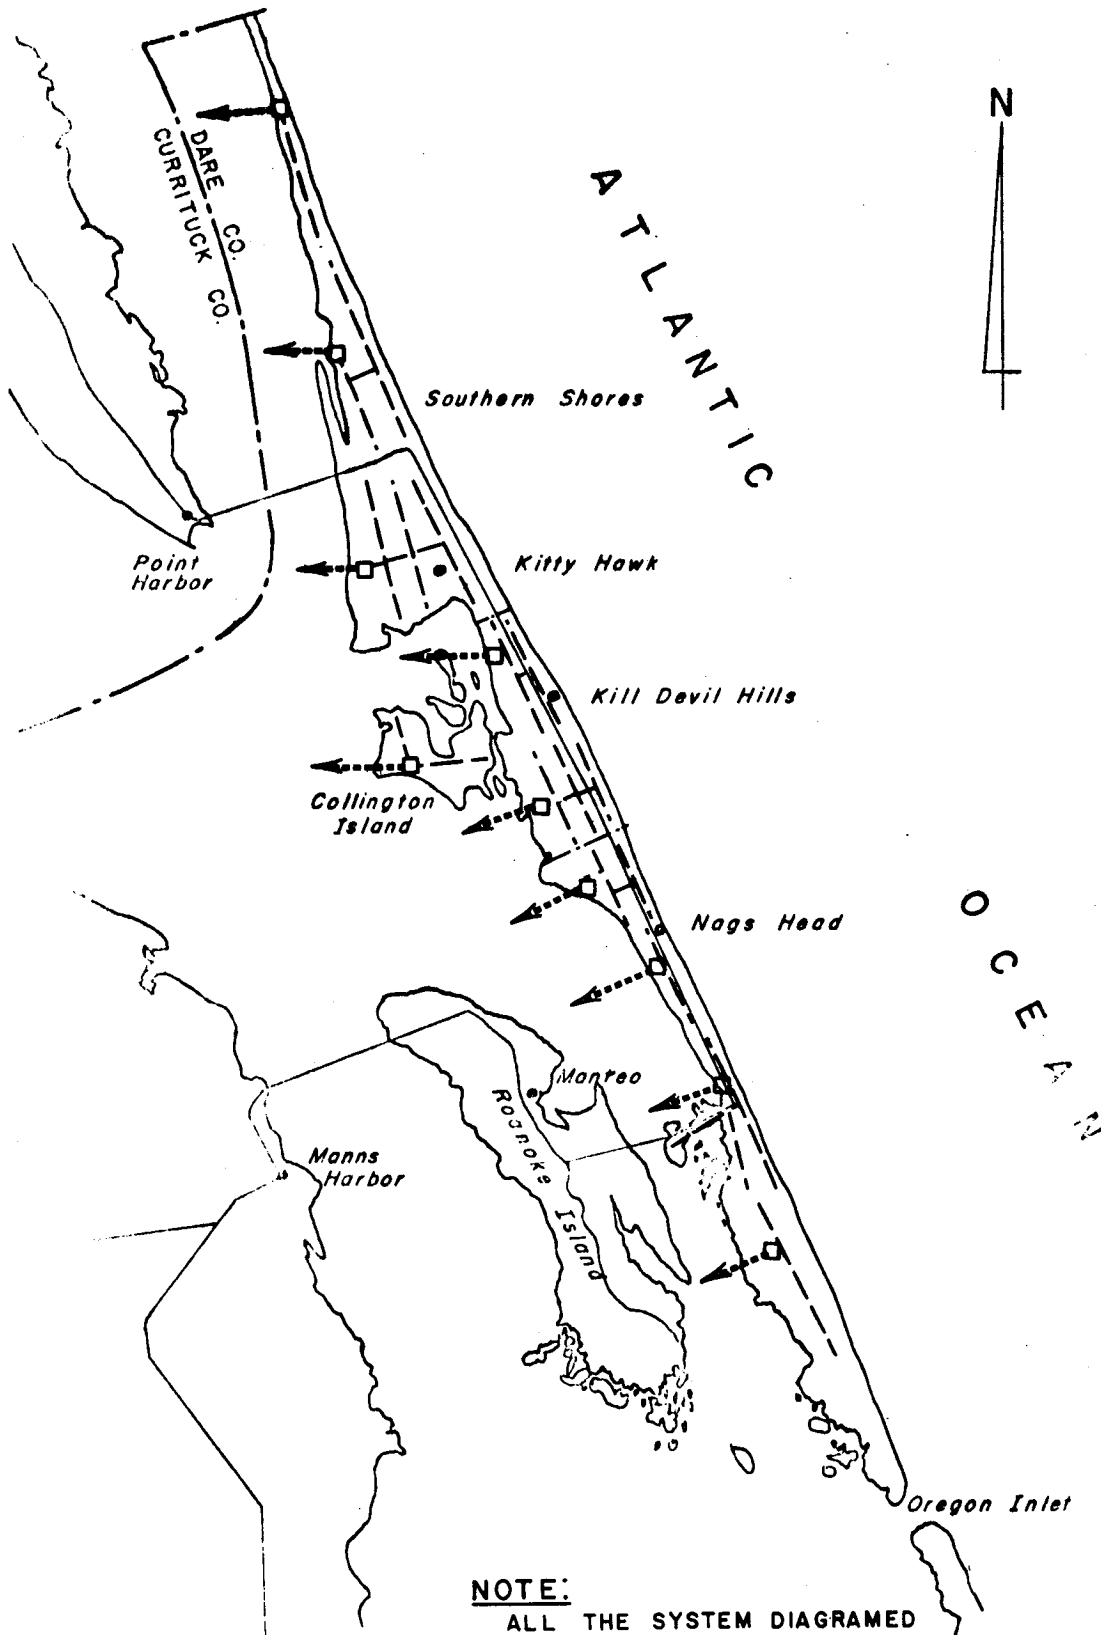 N
DARE CO.
CURRITUCK CO.
ATLANTIC
Southern Shores
Point
Harbor
Kitty Hawk
Kill Devil Hills
Collington
Island
Nags Head
OCEAN
Manteo
Roanoke Island
Manns
Harbor
Oregon Inlet
NOTE:
ALL THE SYSTEM DIAGRAMED